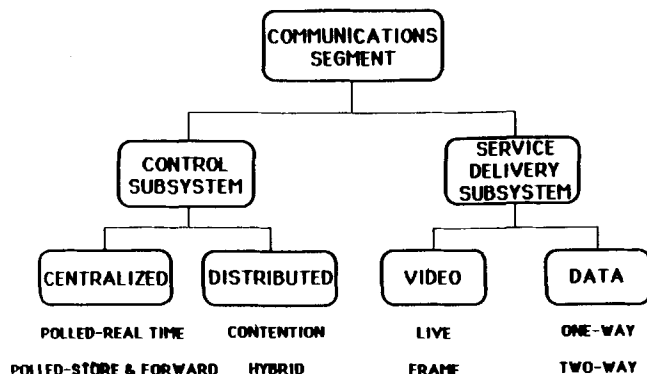 COMMUNICATIONS
SEGMENT
CONTROL
SUBSYSTEM
SERVICE
DELIVERY
SUBSYSTEM
CENTRALIZED
DISTRIBUTED
VIDEO
DATA
POLLED-REAL TIME
CONTENTION
LIVE
ONE-WAY
POLLED-STORE & FORWARD
HYBRID
FRAME
TWO-WAY